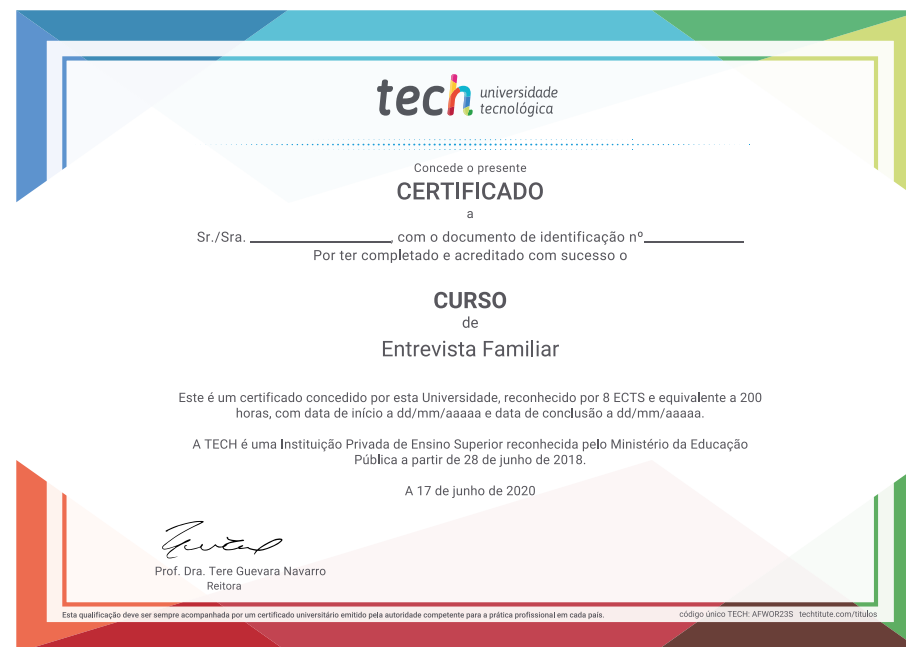 tech universidade
tecnológica
Concede o presente
CERTIFICADO
a
Sr./Sra. ____________________, com o documento de identificação nº______________
Por ter completado e acreditado com sucesso o
CURSO
de
Entrevista Familiar
Este é um certificado concedido por esta Universidade, reconhecido por 8 ECTS e equivalente a 200
horas, com data de início a dd/mm/aaaaa e data de conclusão a dd/mm/aaaaa.
A TECH é uma Instituição Privada de Ensino Superior reconhecida pelo Ministério da Educação
Pública a partir de 28 de junho de 2018.
A 17 de junho de 2020
Prof. Dra. Tere Guevara Navarro
Reitora
Esta qualificação deve ser sempre acompanhada por um certificado universitário emitido pela autoridade competente para a prática profissional em cada país.
código único TECH: AFWOR23S techtitute.com/titulos